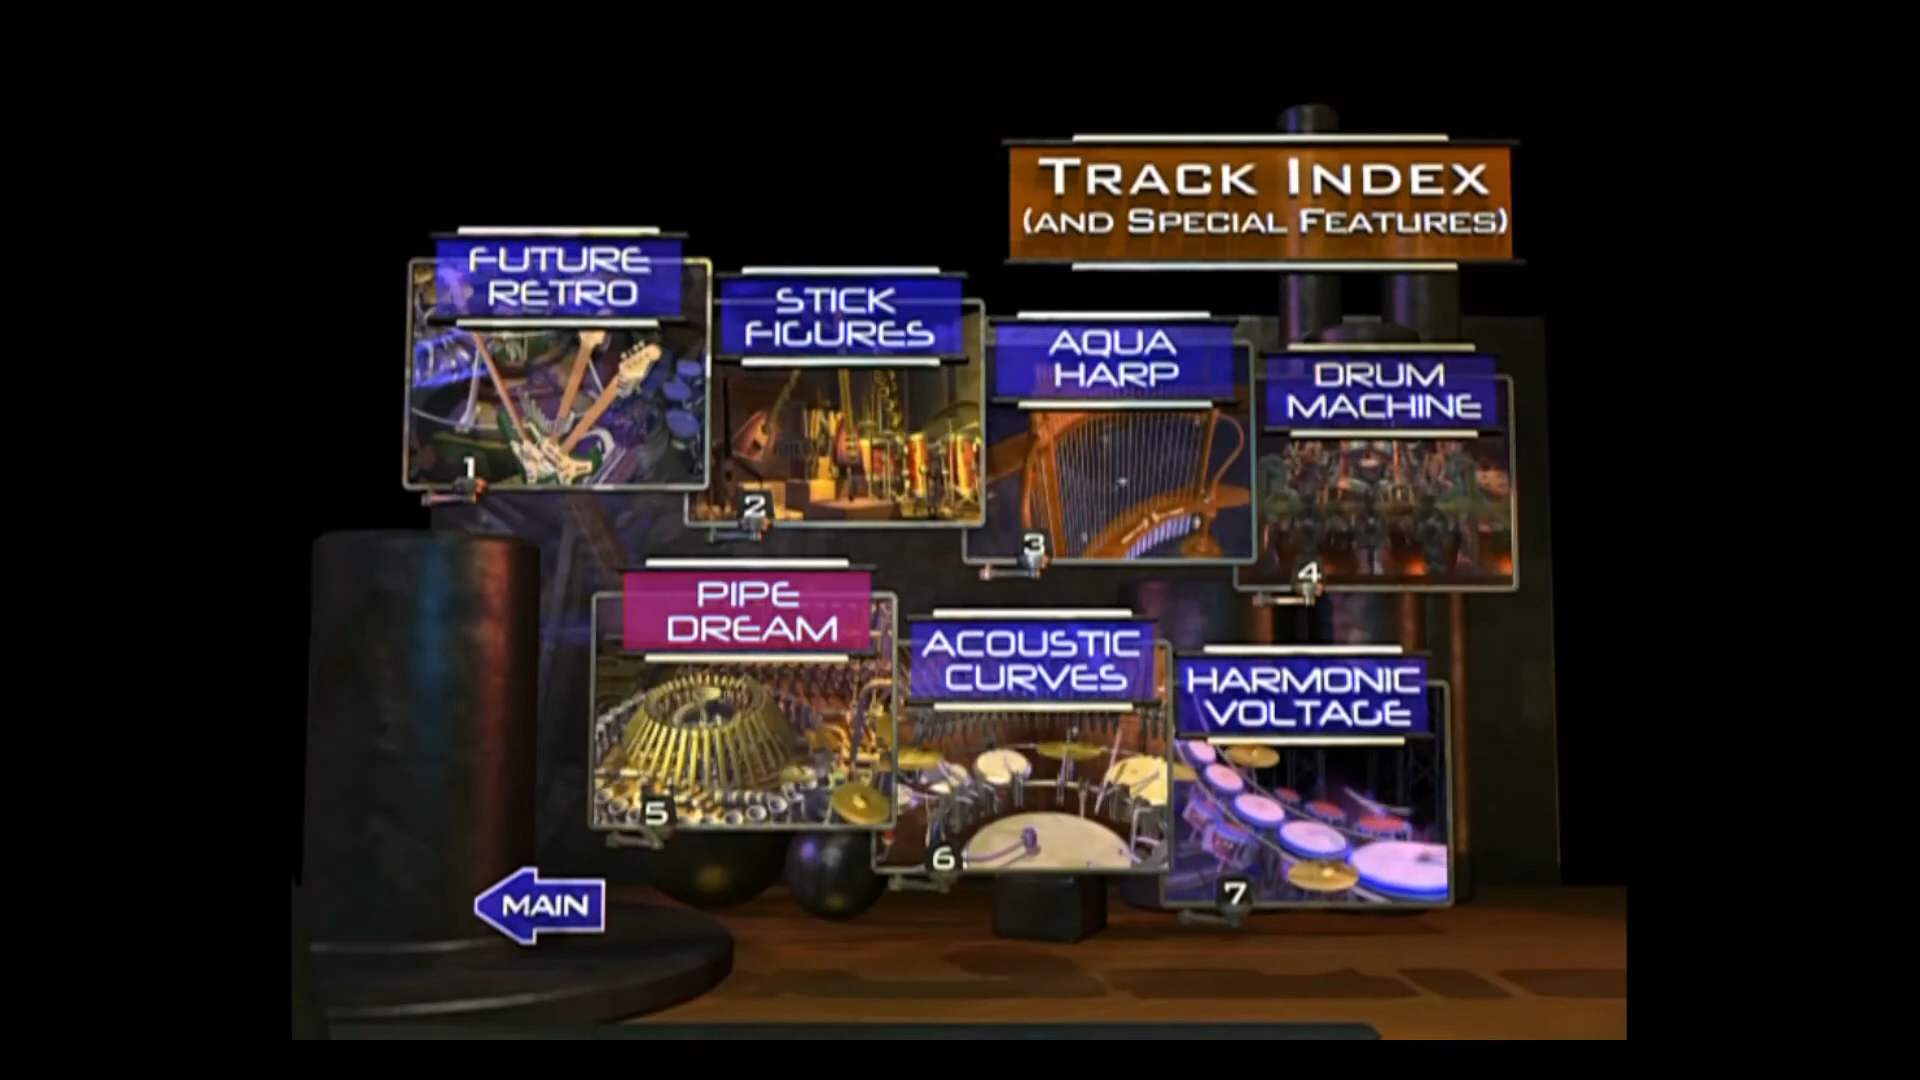 TRACK INDEX
(AND SPECIAL FEATURES)
FUTURE
RETRO
1
STICK
FIGURES
2
AQUA
HARP
3
DRUM
MACHINE
4
PIPE
DREAM
5
ACOUSTIC
CURVES
6
HARMONIC
VOLTAGE
7
MAIN